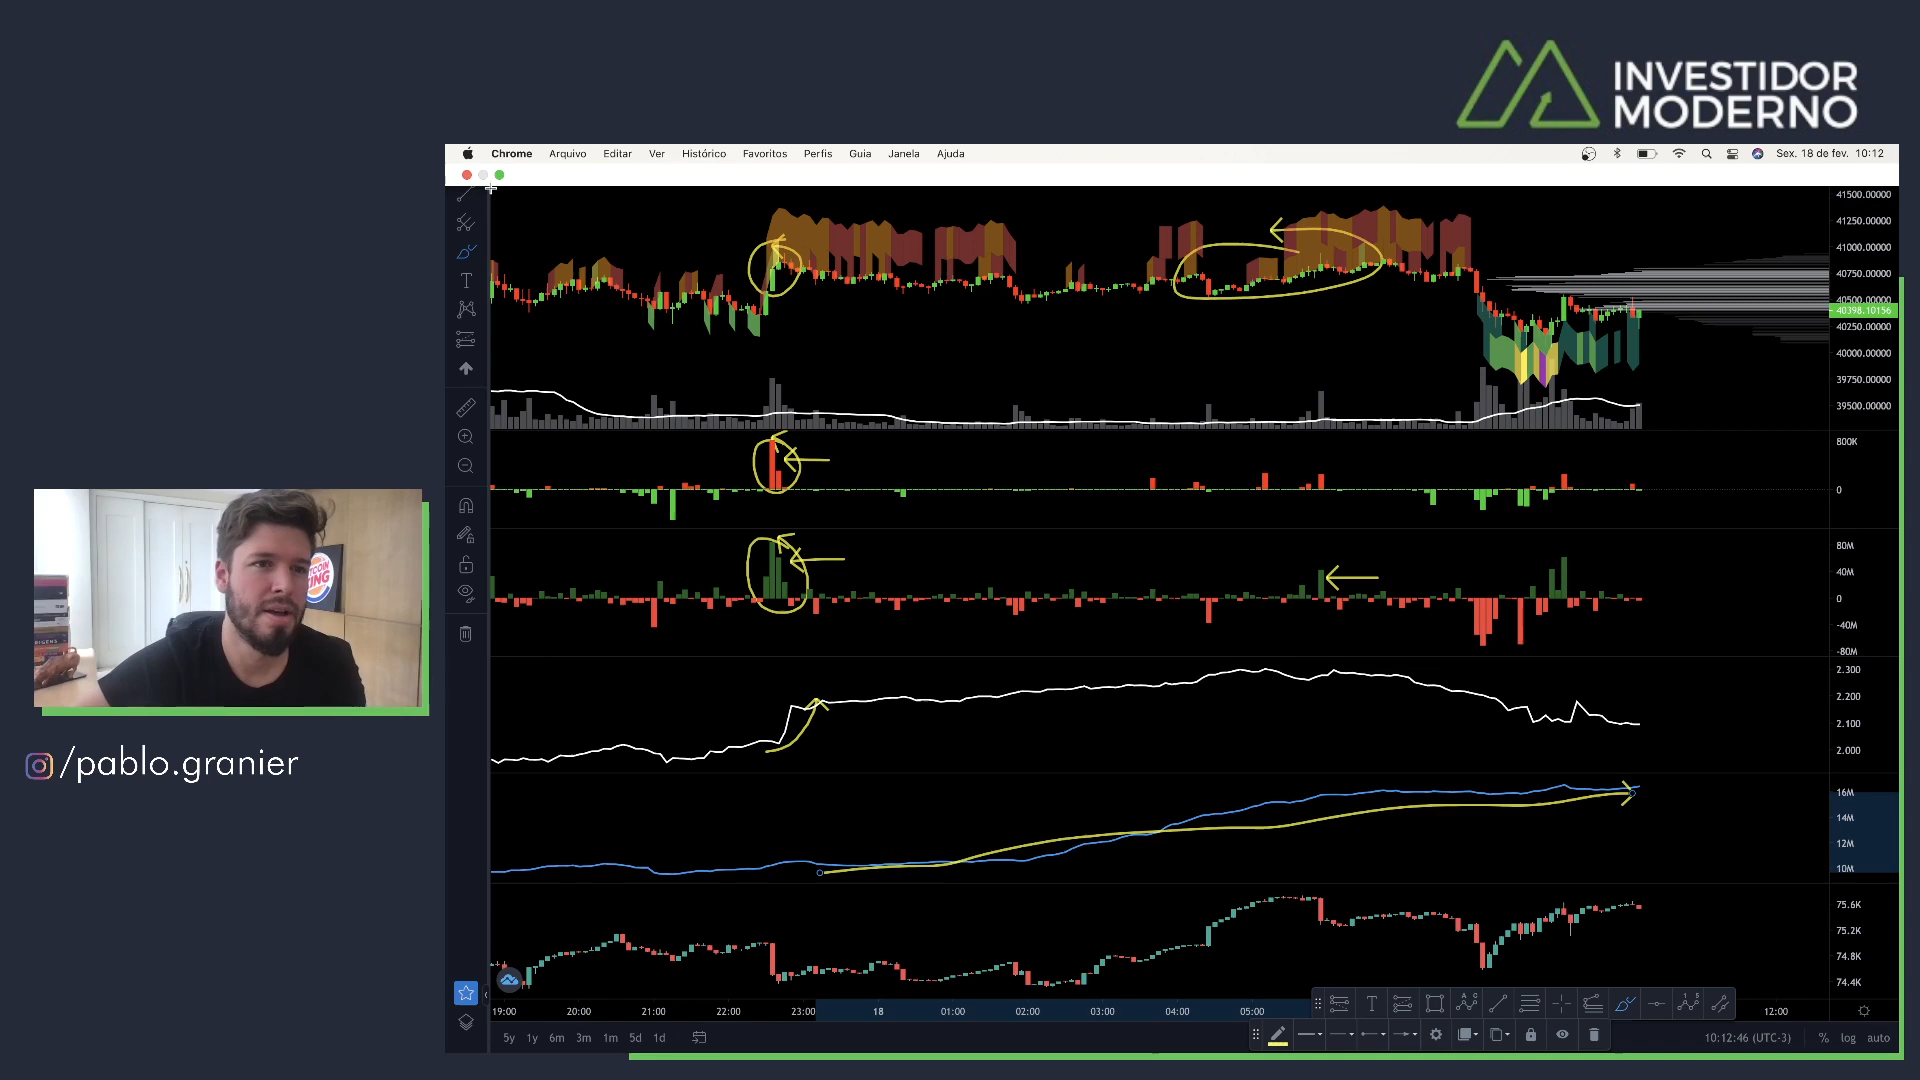 INVESTIDOR
MODERNO
Chrome Arquivo Editar Ver Histórico Favoritos Perfis Guia Janela Ajuda
Sex. 18 de fev. 10:12
41500.00000
41250.00000
41000.00000
40750.00000
40500.00000
40398.10156
40250.00000
40000.00000
39750.00000
39500.00000
800K
0
80M
40M
0
-40M
-80M
2.300
2.200
2.100
2.000
16M
14M
12M
10M
75.6K
75.2K
74.8K
74.4K
19:00 20:00 21:00 22:00 23:00 18 01:00 02:00 03:00 04:00 05:00 12:00
5y 1y 6m 3m 1m 5d 1d
10:12:46 (UTC-3) % log auto
KING
/pablo.granier